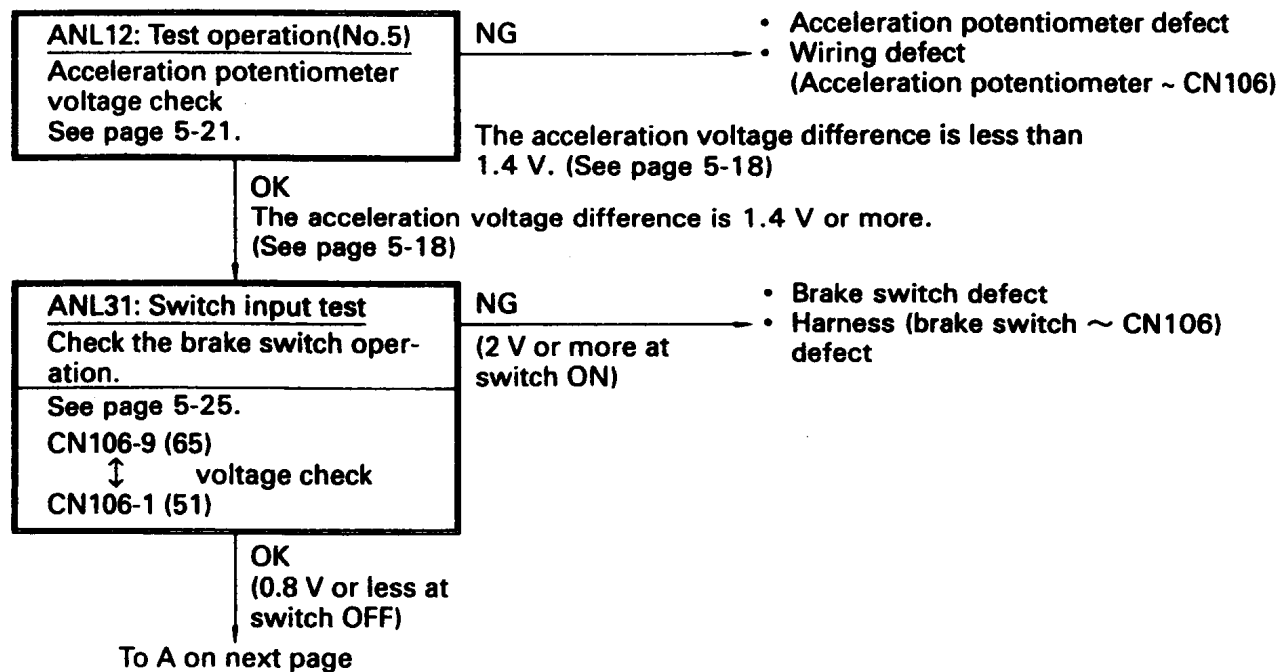 ANL12: Test operation(No.5)
Acceleration potentiometer
voltage check
See page 5-21.
NG
• Acceleration potentiometer defect
• Wiring defect
(Acceleration potentiometer ~ CN106)
The acceleration voltage difference is less than
1.4 V. (See page 5-18)
OK
The acceleration voltage difference is 1.4 V or more.
(See page 5-18)
ANL31: Switch input test
Check the brake switch oper-
ation.
See page 5-25.
CN106-9 (65)
↕ voltage check
CN106-1 (51)
NG
(2 V or more at
switch ON)
• Brake switch defect
• Harness (brake switch ~ CN106)
defect
OK
(0.8 V or less at
switch OFF)
To A on next page